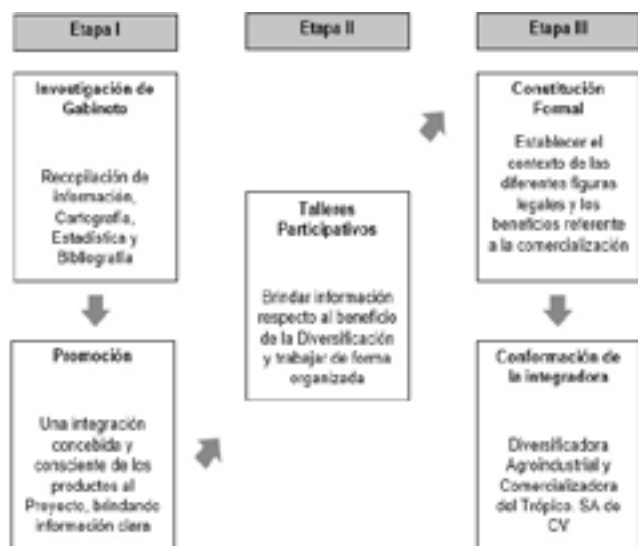 Etapa I
Investigación de
Gabinete
Recopilación de
información,
Cartografía,
Estadística y
Bibliografía
Promoción
Una integración
concebida y
consciente de los
productos al
Proyecto, brindando
información clara
Etapa II
Talleres
Participativos
Brindar información
respecto al beneficio
de la Diversificación
y trabajar de forma
organizada
Etapa III
Constitución
Formal
Establecer el
contexto de las
diferentes figuras
legales y los
beneficios referente
a la comercialización
Conformación de
la integradora
Diversificadora
Agroindustrial y
Comercializadora
del Trópico. SA de
CV